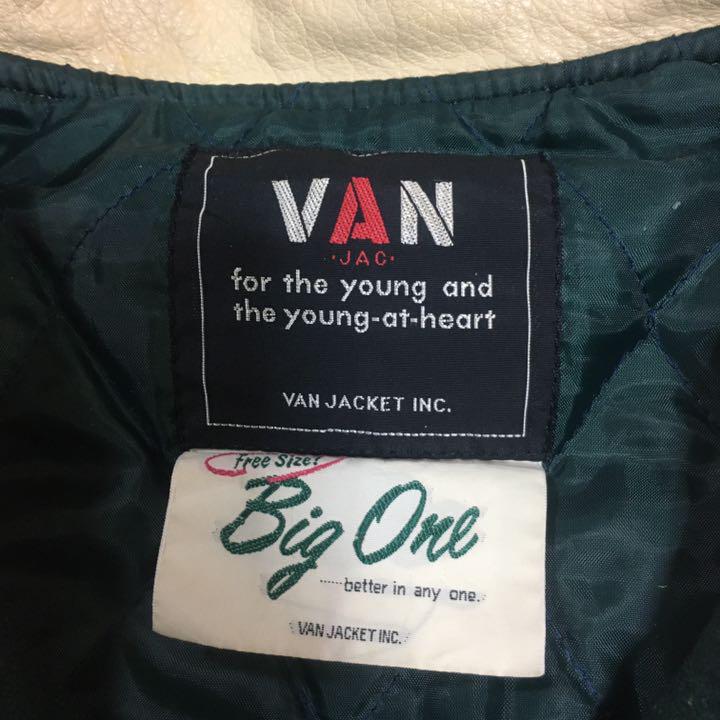 VAN
·JAC·
for the young and
the young-at-heart
VAN JACKET INC.
Free Size!
Big One
......better in any one.
VAN JACKET INC.